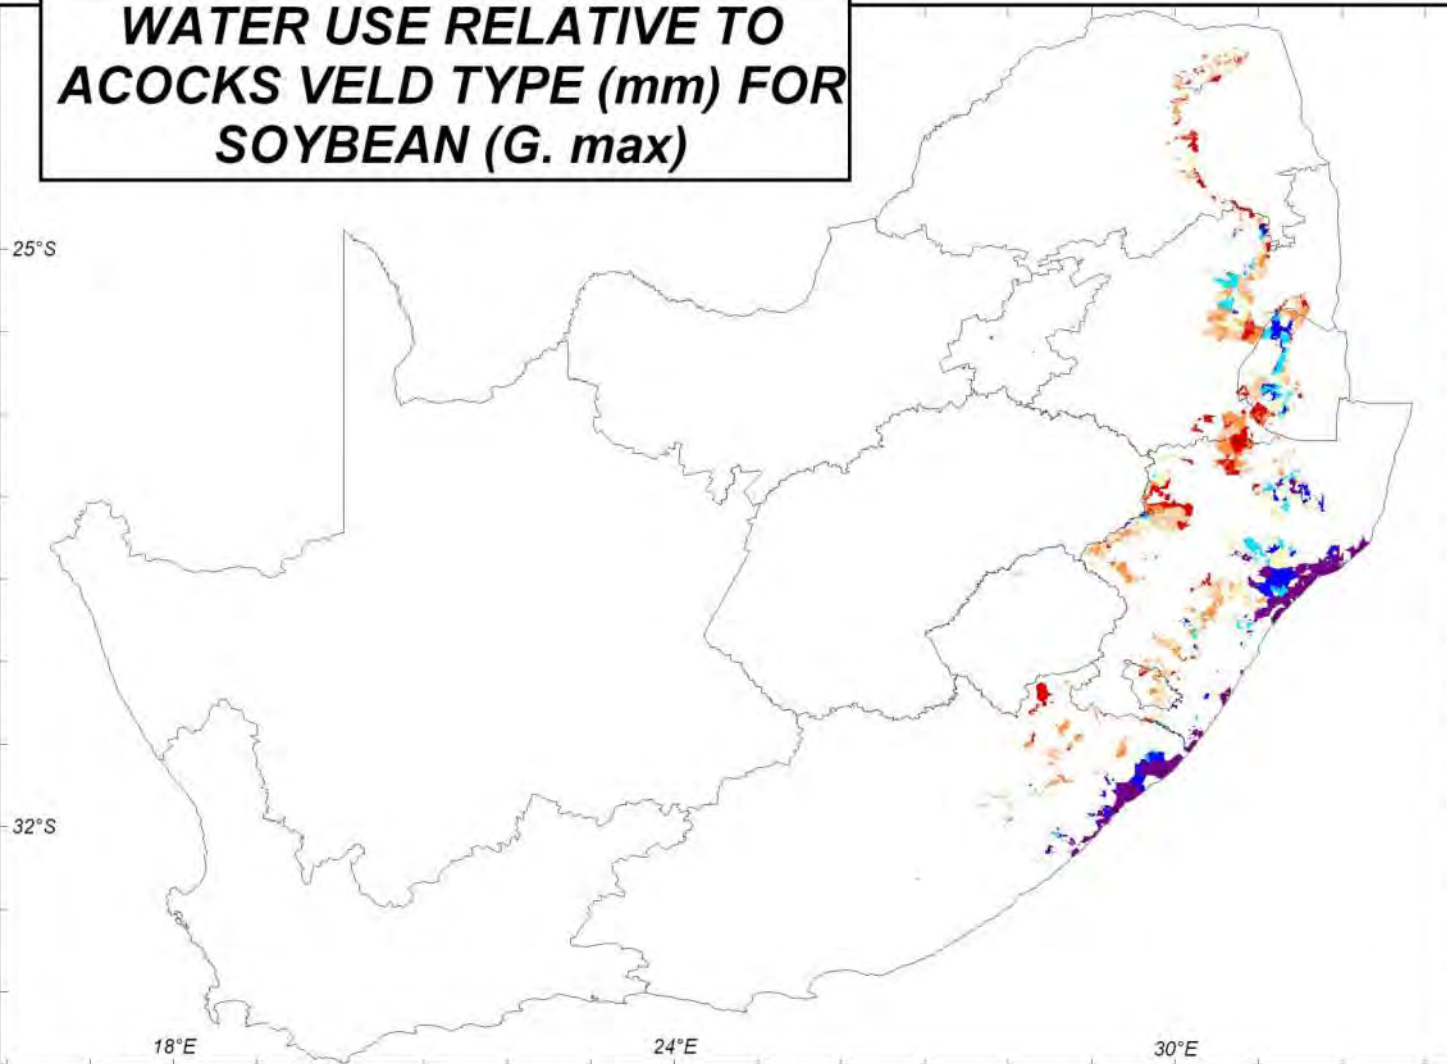 WATER USE RELATIVE TO
ACOCKS VELD TYPE (mm) FOR
SOYBEAN (G. max)
25°S
32°S
18°E
24°E
30°E